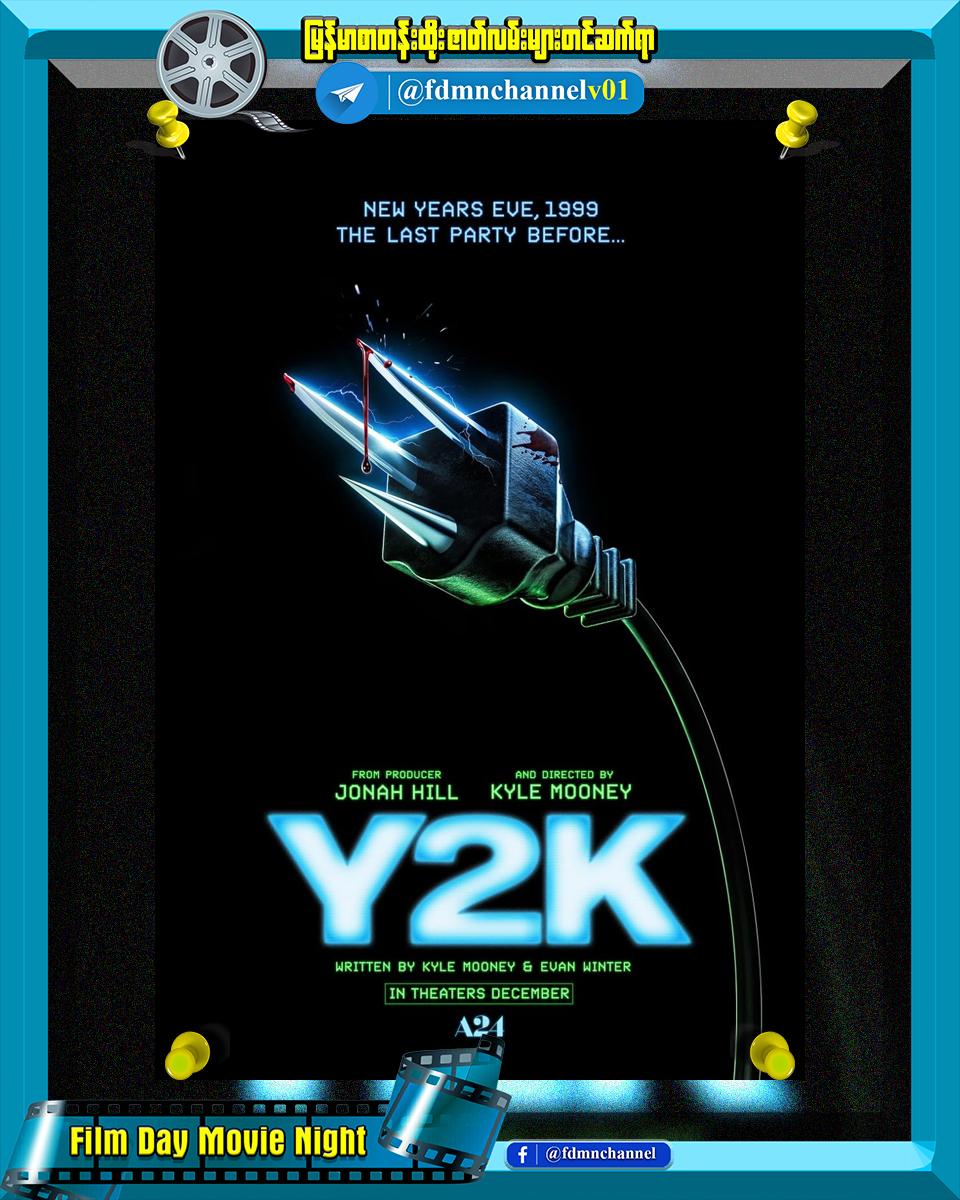 မြန်မာစာတန်းထိုးဇာတ်လမ်းများတင်ဆက်ရာ
@fdmnchannelv01
NEW YEARS EVE, 1999
THE LAST PARTY BEFORE...
FROM PRODUCER
JONAH HILL
AND DIRECTED BY
KYLE MOONEY
Y2K
WRITTEN BY KYLE MOONEY & EVAN WINTER
IN THEATERS DECEMBER
A24
Film Day Movie Night
@fdmnchannel